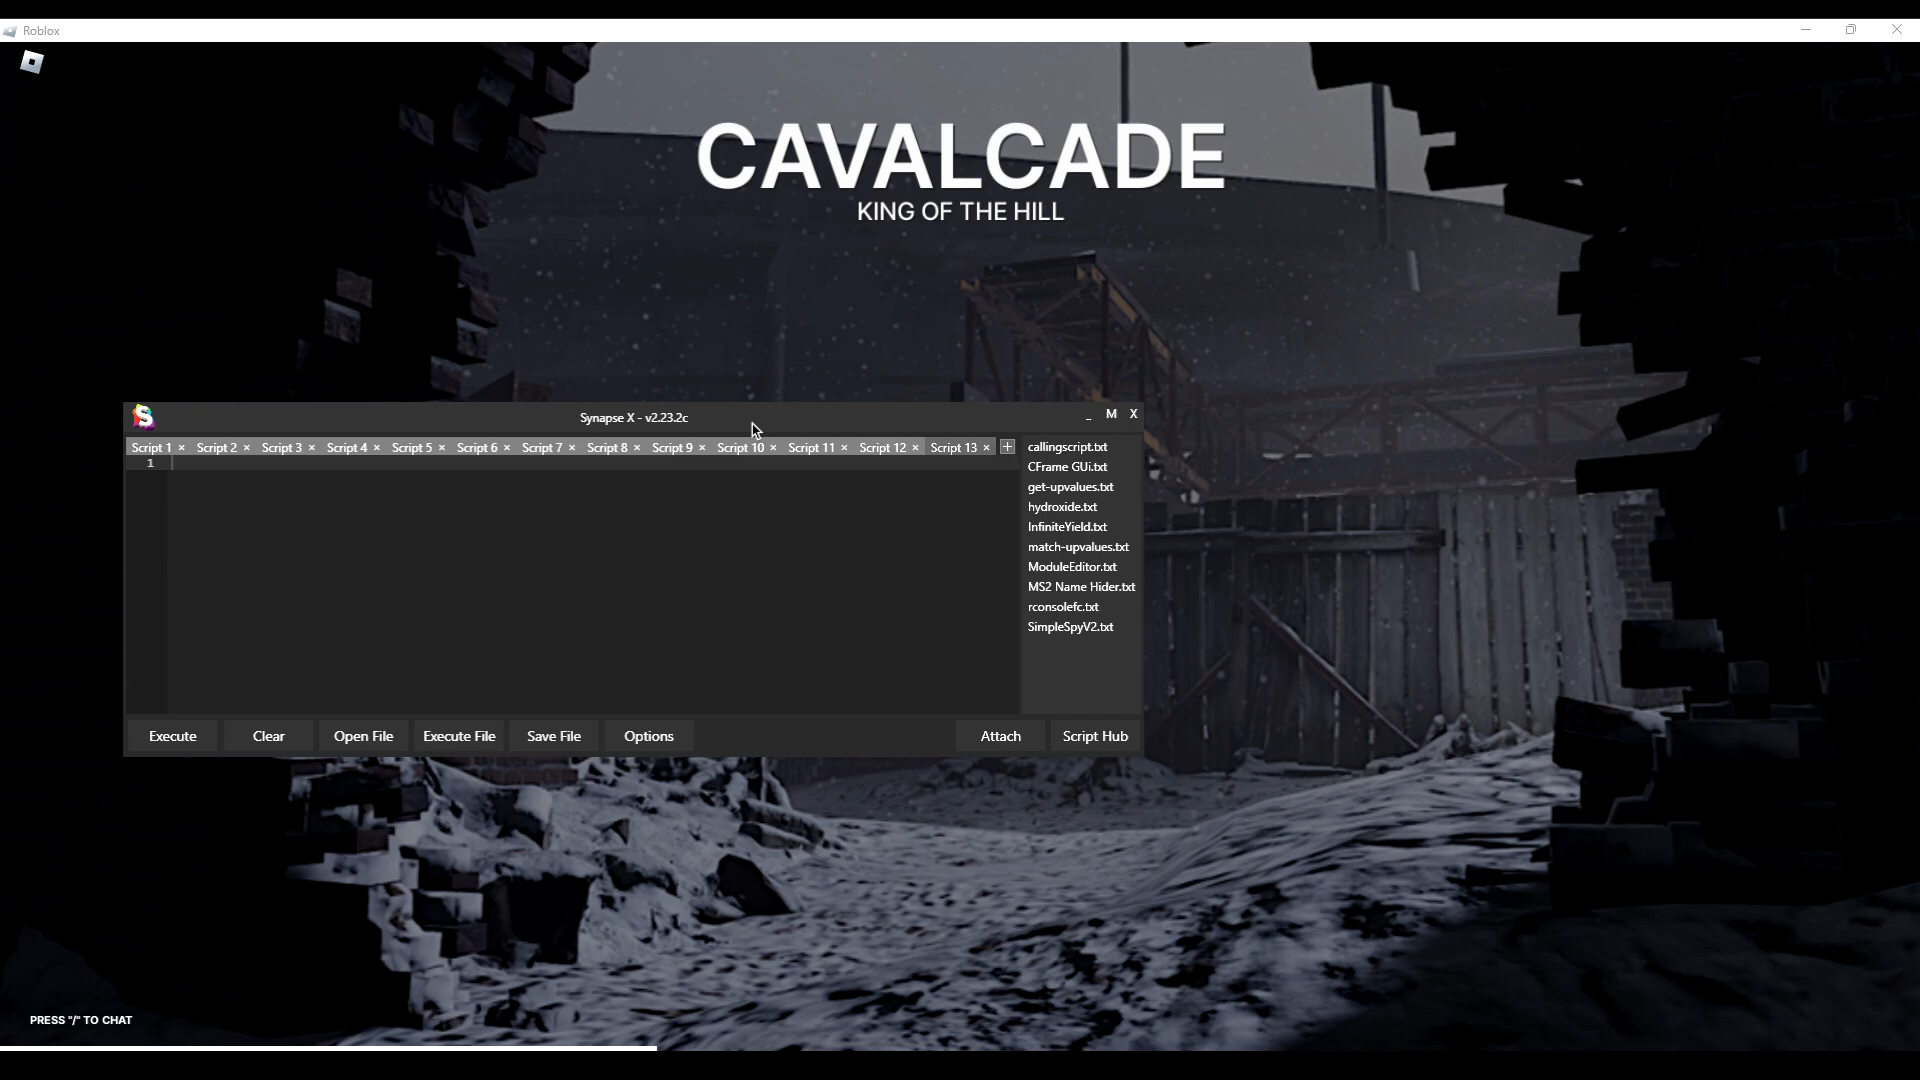 Roblox
CAVALCADE
KING OF THE HILL
Synapse X - v2.23.2c
_ M X
Script 1 × Script 2 × Script 3 × Script 4 × Script 5 × Script 6 × Script 7 × Script 8 × Script 9 × Script 10 × Script 11 × Script 12 × Script 13 × +
1
callingscript.txt
CFrame GUi.txt
get-upvalues.txt
hydroxide.txt
InfiniteYield.txt
match-upvalues.txt
ModuleEditor.txt
MS2 Name Hider.txt
rconsolefc.txt
SimpleSpyV2.txt
Execute Clear Open File Execute File Save File Options Attach Script Hub
PRESS "/" TO CHAT